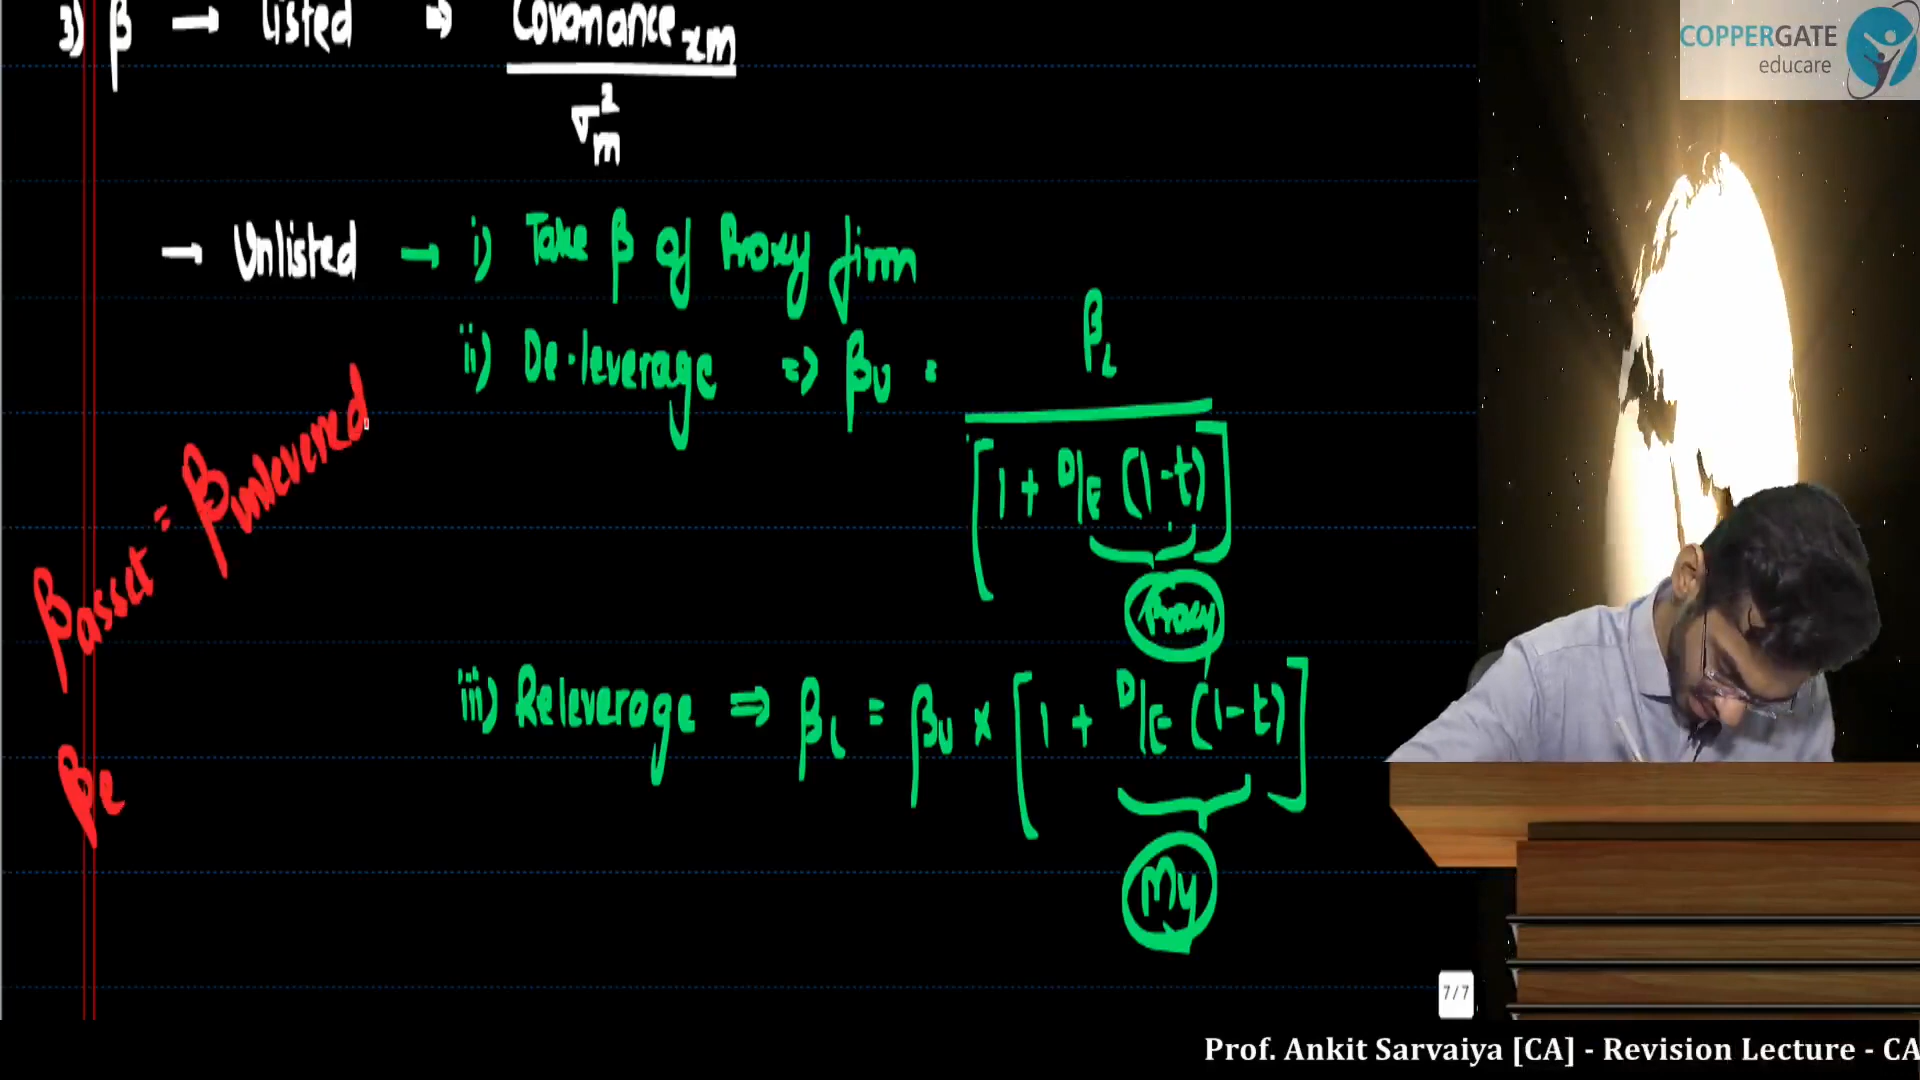 3) β → Listed ⇒ Covariance xm
σ²m
COPPERGATE
educare
→ Unlisted → i) Take β of Proxy firm
ii) De-leverage => βU = βL
[1 + D/E (1-t)]
Proxy
βasset = βunlevered
iii) Releverage ⇒ βL = βU × [1 + D/E (1-t)]
βe
My
7/7
Prof. Ankit Sarvaiya [CA] - Revision Lecture - CA